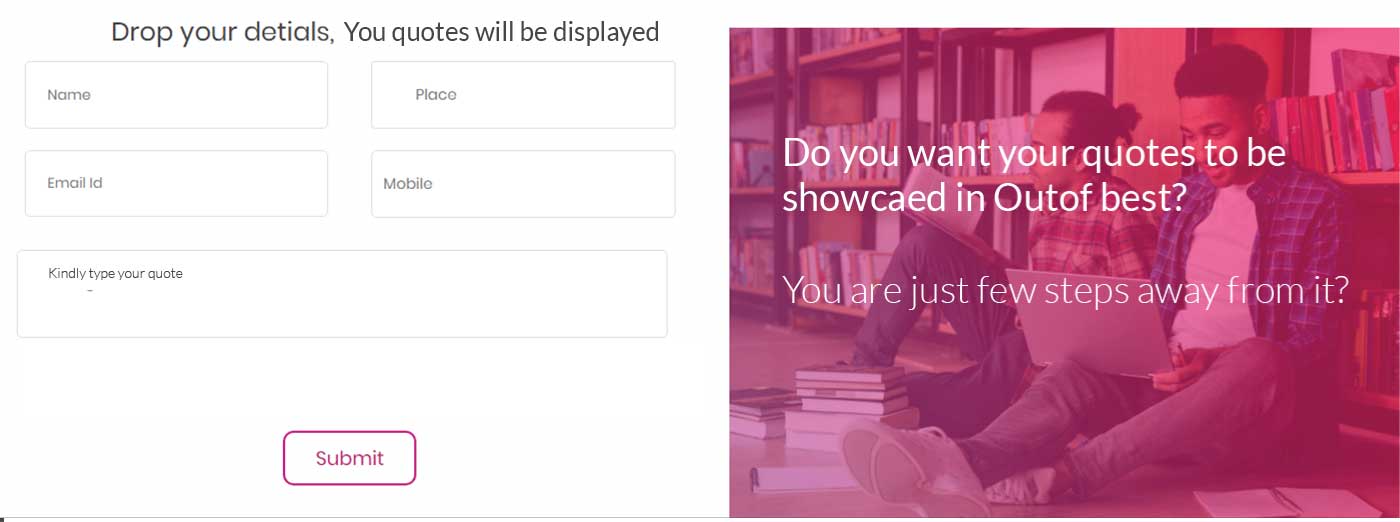 Drop your detials, You quotes will be displayed
Name
Place
Email Id
Mobile
Kindly type your quote
Submit
Do you want your quotes to be
showcaed in Outof best?
You are just few steps away from it?